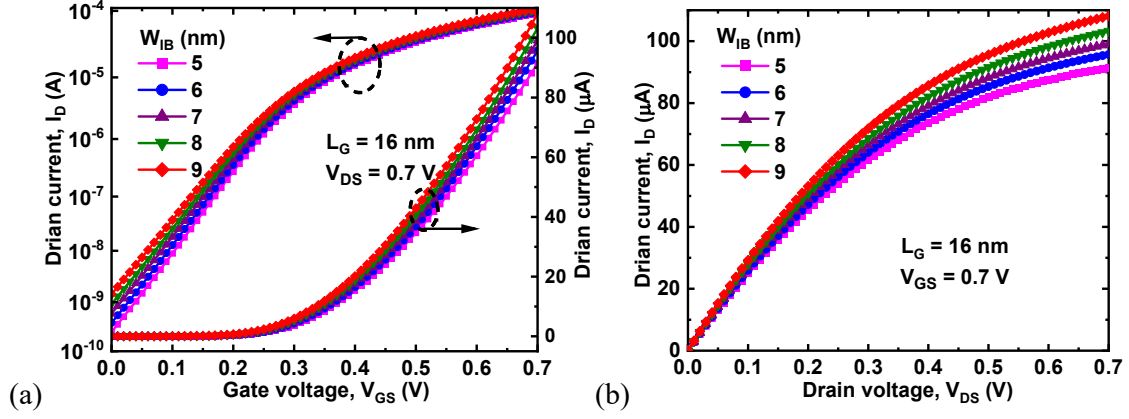 10⁻⁴
10⁻⁵
10⁻⁶
10⁻⁷
10⁻⁸
10⁻⁹
10⁻¹⁰
Drian current, I_D (A)
W_IB (nm)
5
6
7
8
9
L_G = 16 nm
V_DS = 0.7 V
100
80
60
40
20
0
Drian current, I_D (µA)
0.0 0.1 0.2 0.3 0.4 0.5 0.6 0.7
Gate voltage, V_GS (V)
(a)
100
80
60
40
20
0
Drian current, I_D (µA)
W_IB (nm)
5
6
7
8
9
L_G = 16 nm
V_GS = 0.7 V
0.0 0.1 0.2 0.3 0.4 0.5 0.6 0.7
Drain voltage, V_DS (V)
(b)